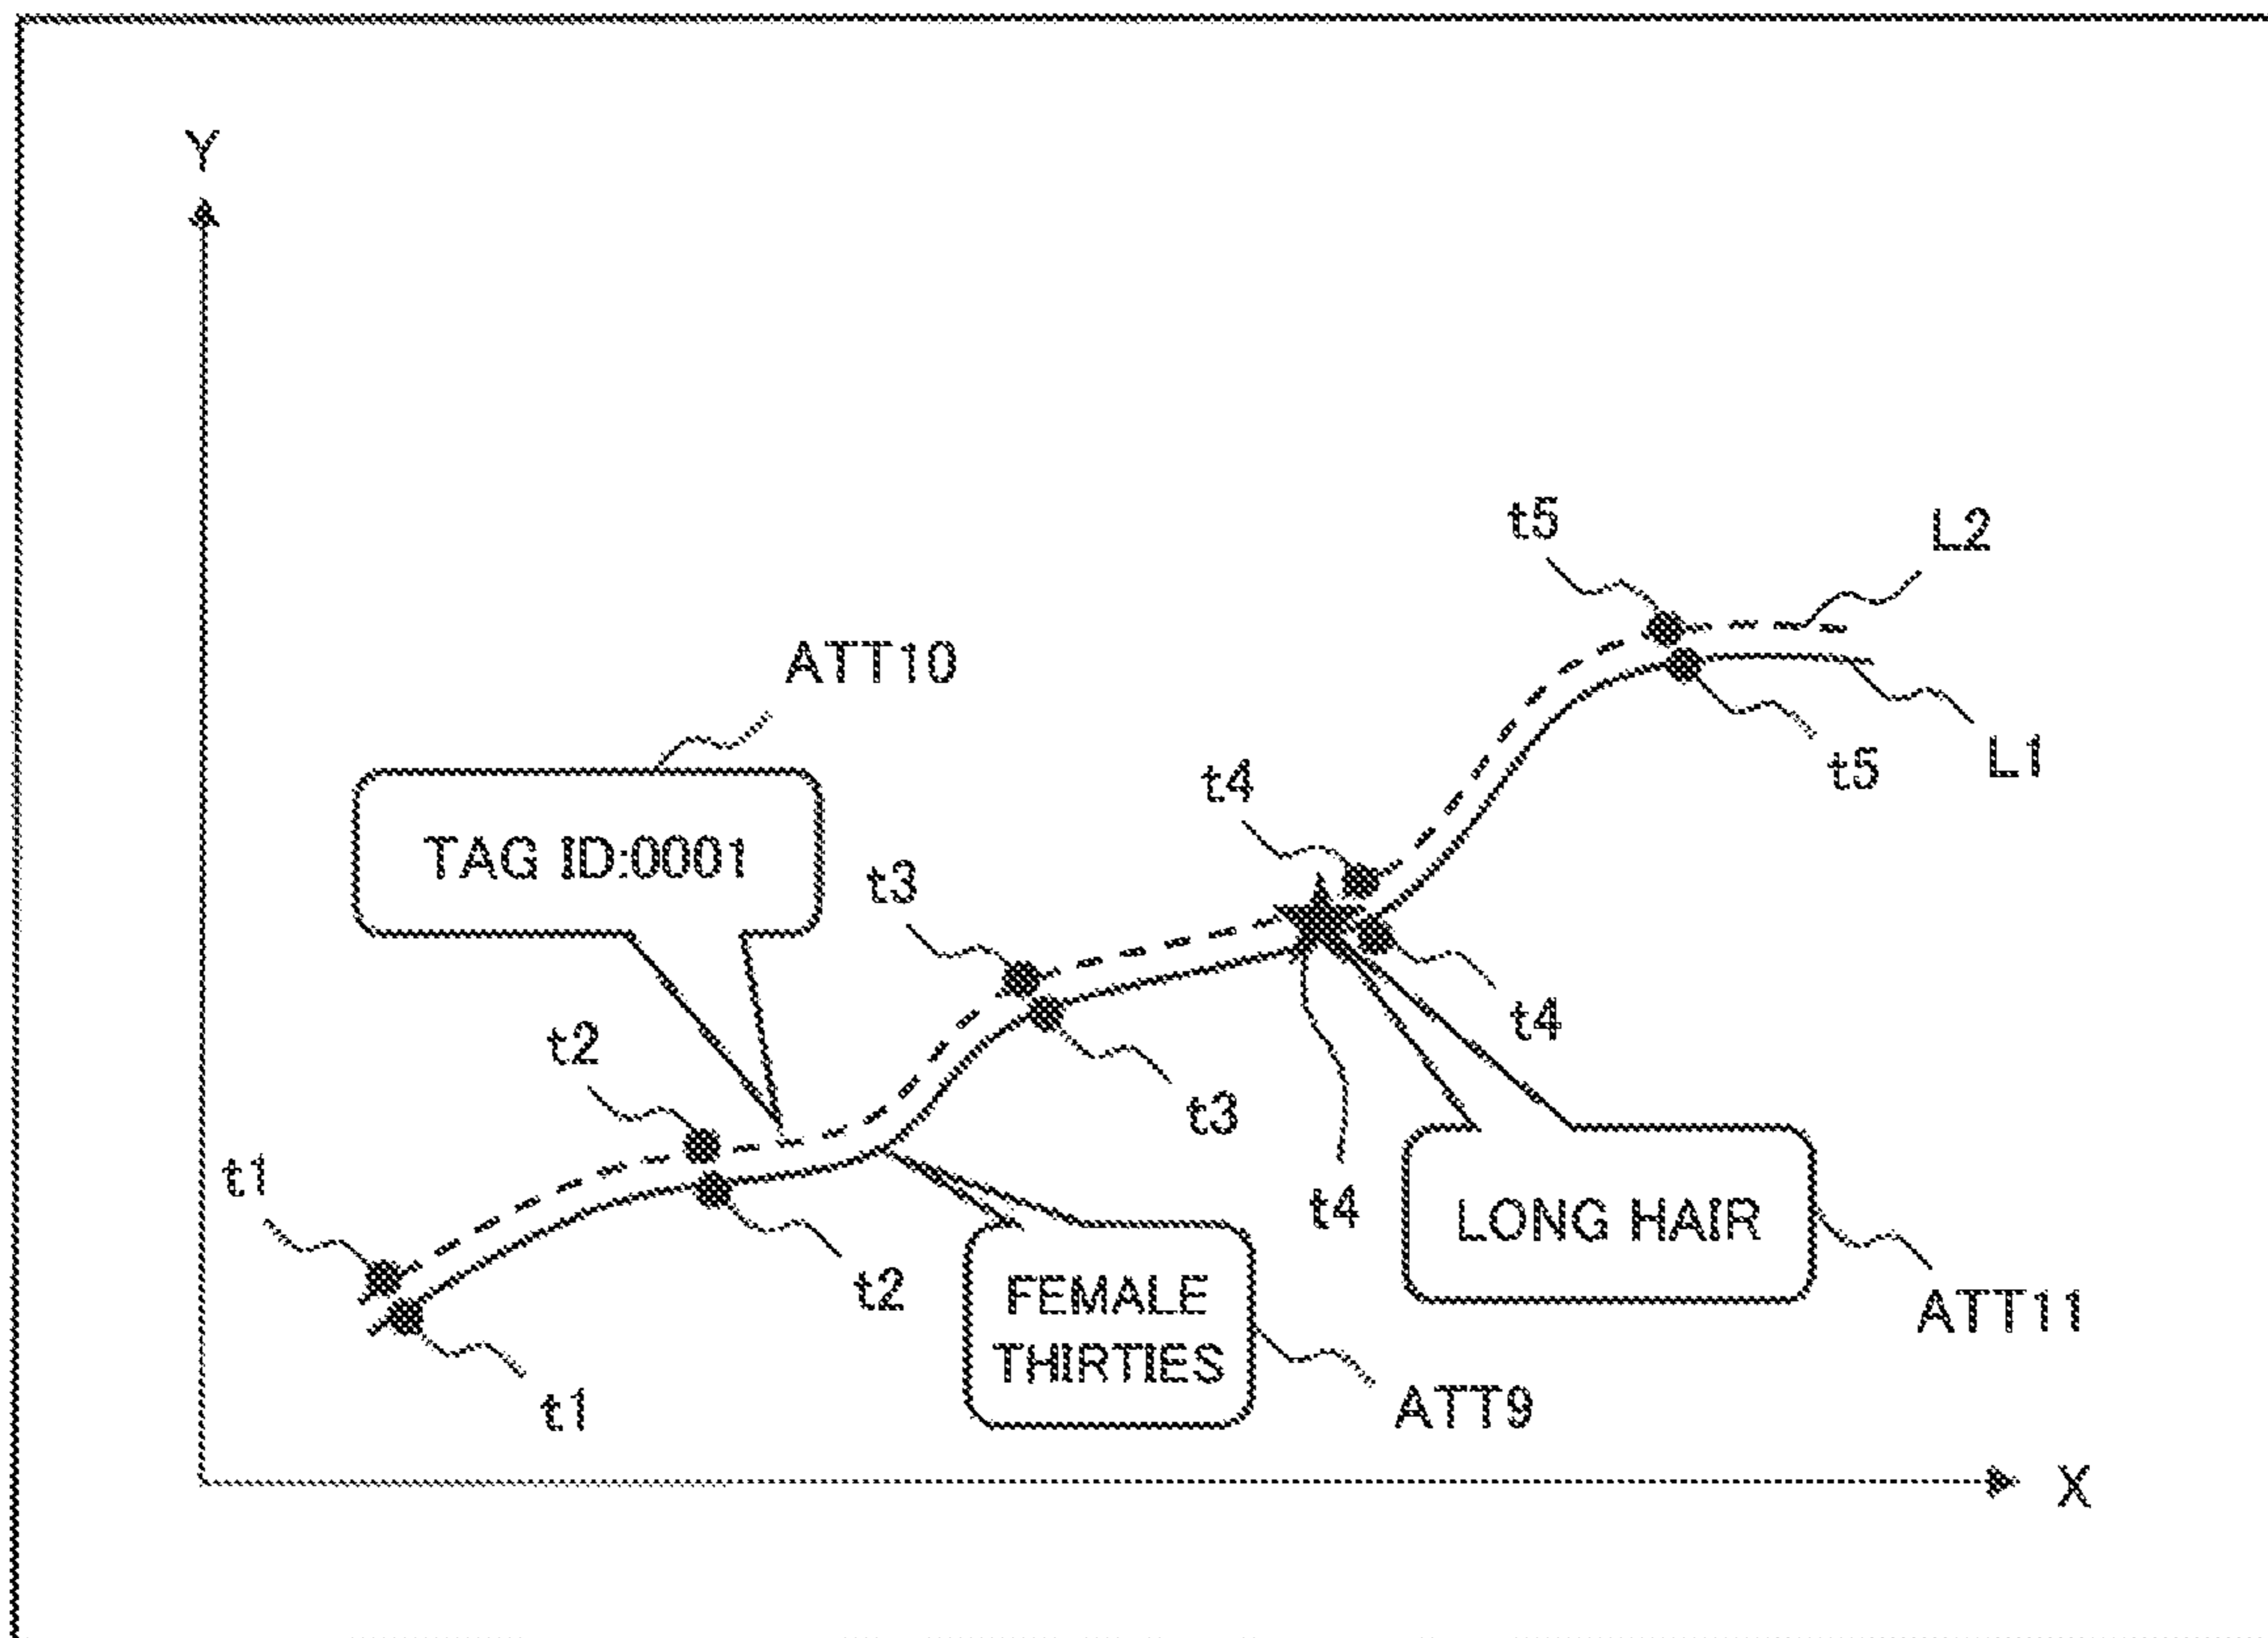 Y
t5
L2
ATT10
t4
t5
L1
TAG ID:0001
t3
t2
t4
t3
t1
t4
LONG HAIR
t2
FEMALE
THIRTIES
ATT11
t1
ATT9
X